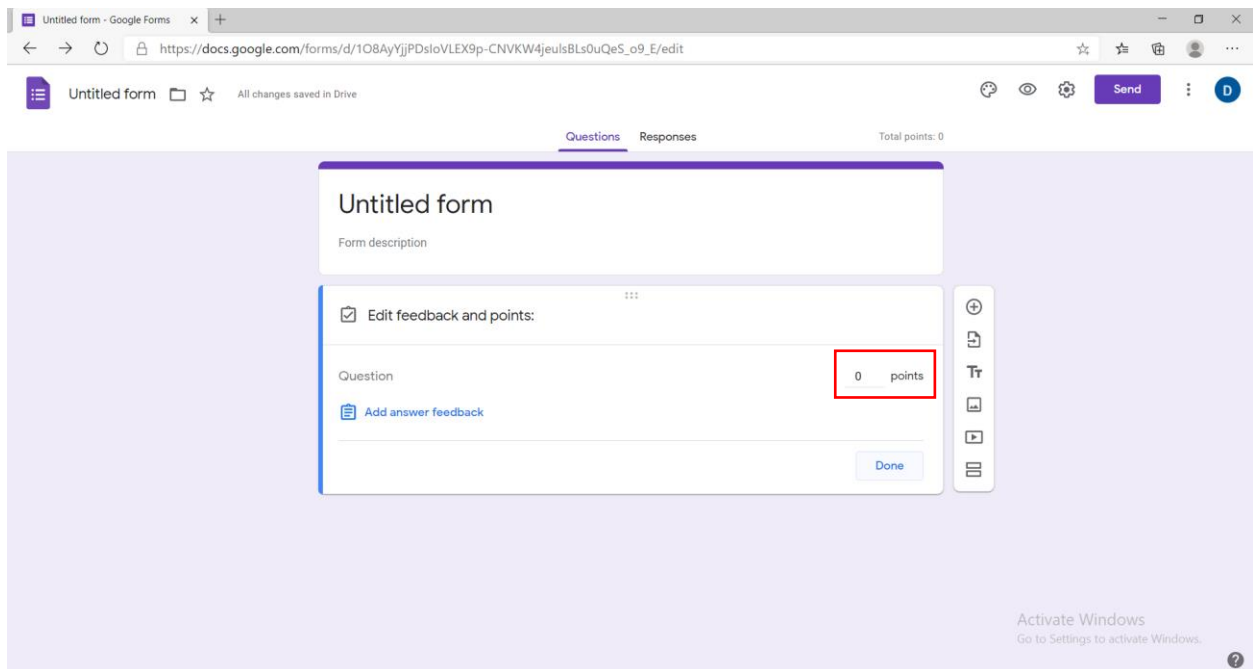 Untitled form - Google Forms
https://docs.google.com/forms/d/1O8AyYjjPDsIoVLEX9p-CNVKW4jeulsBLs0uQeS_o9_E/edit
Untitled form All changes saved in Drive Send D
Questions Responses Total points: 0
Untitled form
Form description
Edit feedback and points:
Question 0 points
Add answer feedback
Done
Activate Windows
Go to Settings to activate Windows.